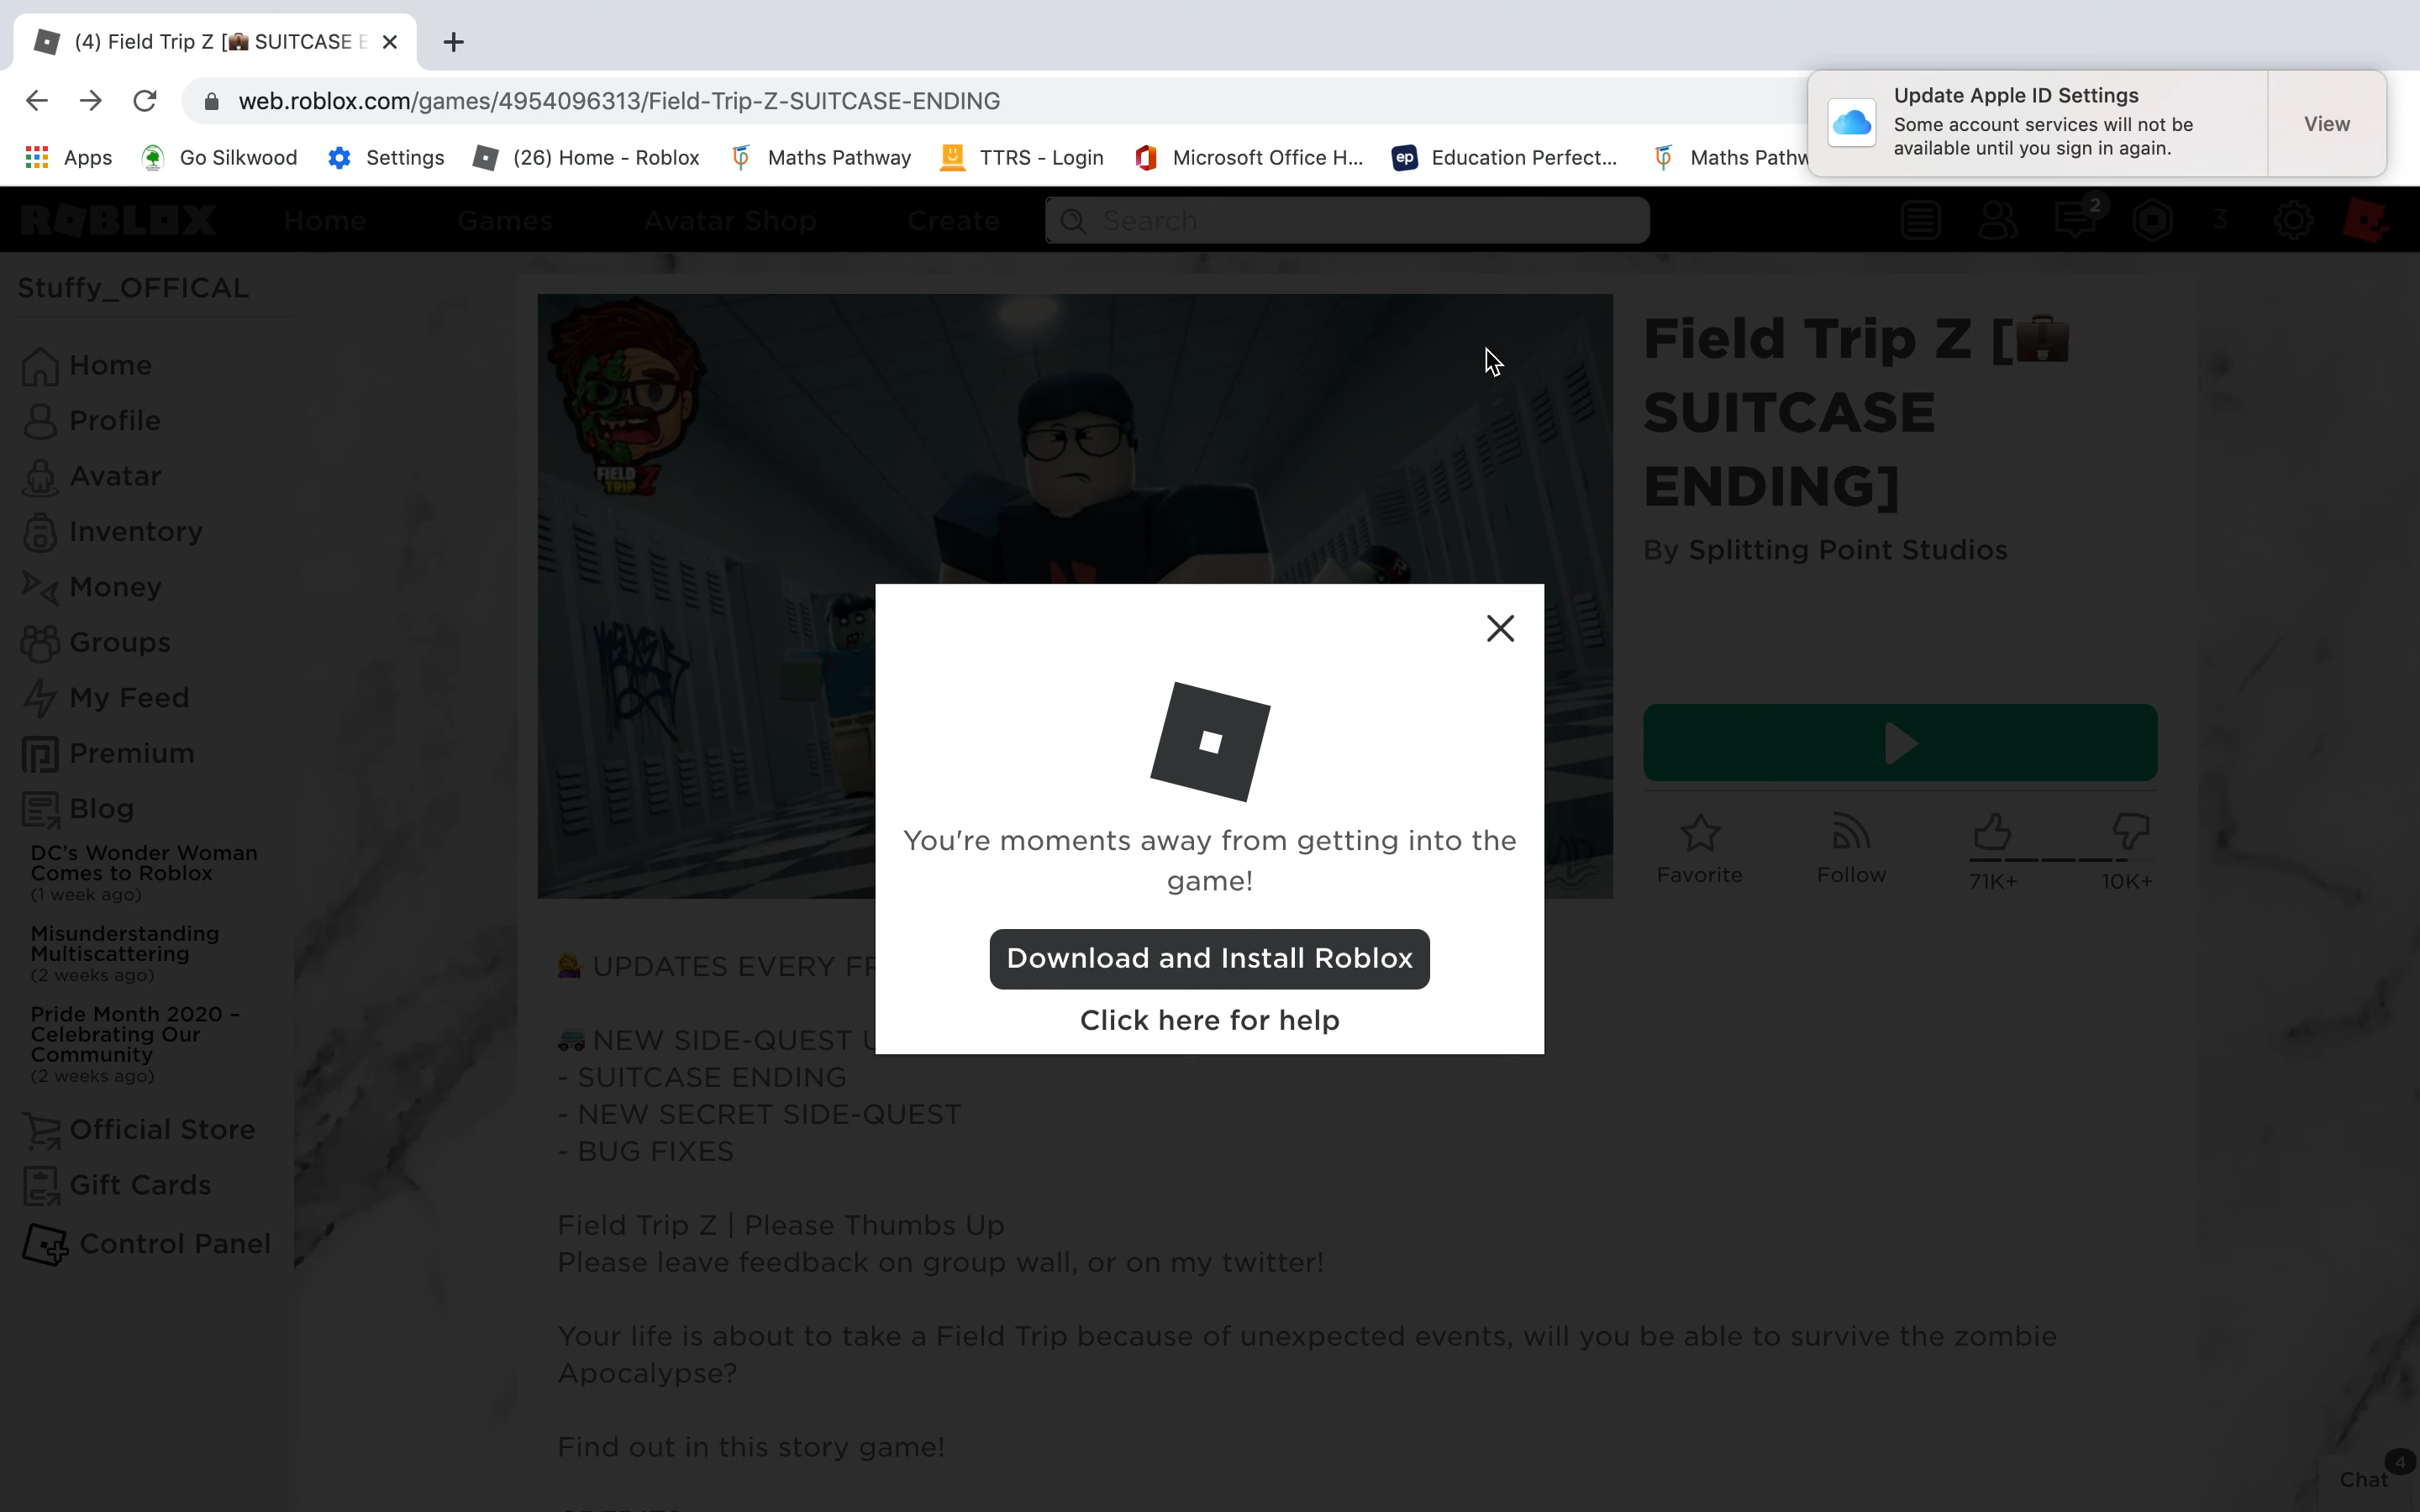 (4) Field Trip Z [💼 SUITCASE E
web.roblox.com/games/4954096313/Field-Trip-Z-SUITCASE-ENDING
Update Apple ID Settings
Some account services will not be
available until you sign in again.
View
Apps
Go Silkwood
Settings
(26) Home - Roblox
Maths Pathway
TTRS - Login
Microsoft Office H...
ep
Education Perfect...
Maths Pathw
ROBLOX
Home
Games
Avatar Shop
Create
Search
2
3
Stuffy_OFFICAL
Home
Profile
Avatar
Inventory
Money
Groups
My Feed
Premium
Blog
DC's Wonder Woman
Comes to Roblox
(1 week ago)
Misunderstanding
Multiscattering
(2 weeks ago)
Pride Month 2020 –
Celebrating Our
Community
(2 weeks ago)
Official Store
Gift Cards
Control Panel
FIELD
TRIP Z
Field Trip Z [💼
SUITCASE
ENDING]
By Splitting Point Studios
Favorite
Follow
71K+
10K+
You're moments away from getting into the
game!
Download and Install Roblox
Click here for help
UPDATES EVERY FR
🚙 NEW SIDE-QUEST U
- SUITCASE ENDING
- NEW SECRET SIDE-QUEST
- BUG FIXES
Field Trip Z | Please Thumbs Up
Please leave feedback on group wall, or on my twitter!
Your life is about to take a Field Trip because of unexpected events, will you be able to survive the zombie
Apocalypse?
Find out in this story game!
Chat
4